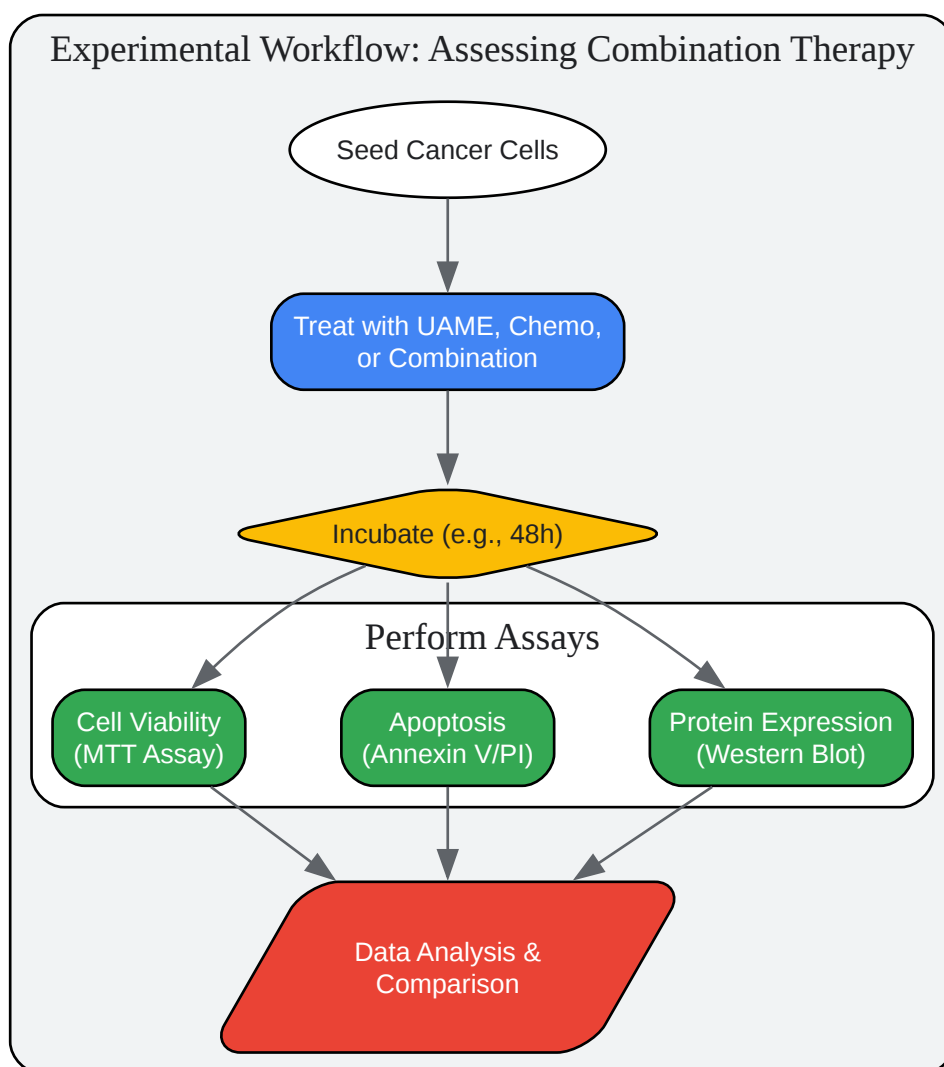 Experimental Workflow: Assessing Combination Therapy
Seed Cancer Cells
Treat with UAME, Chemo,
or Combination
Incubate (e.g., 48h)
Perform Assays
Cell Viability
(MTT Assay)
Apoptosis
(Annexin V/PI)
Protein Expression
(Western Blot)
Data Analysis &
Comparison